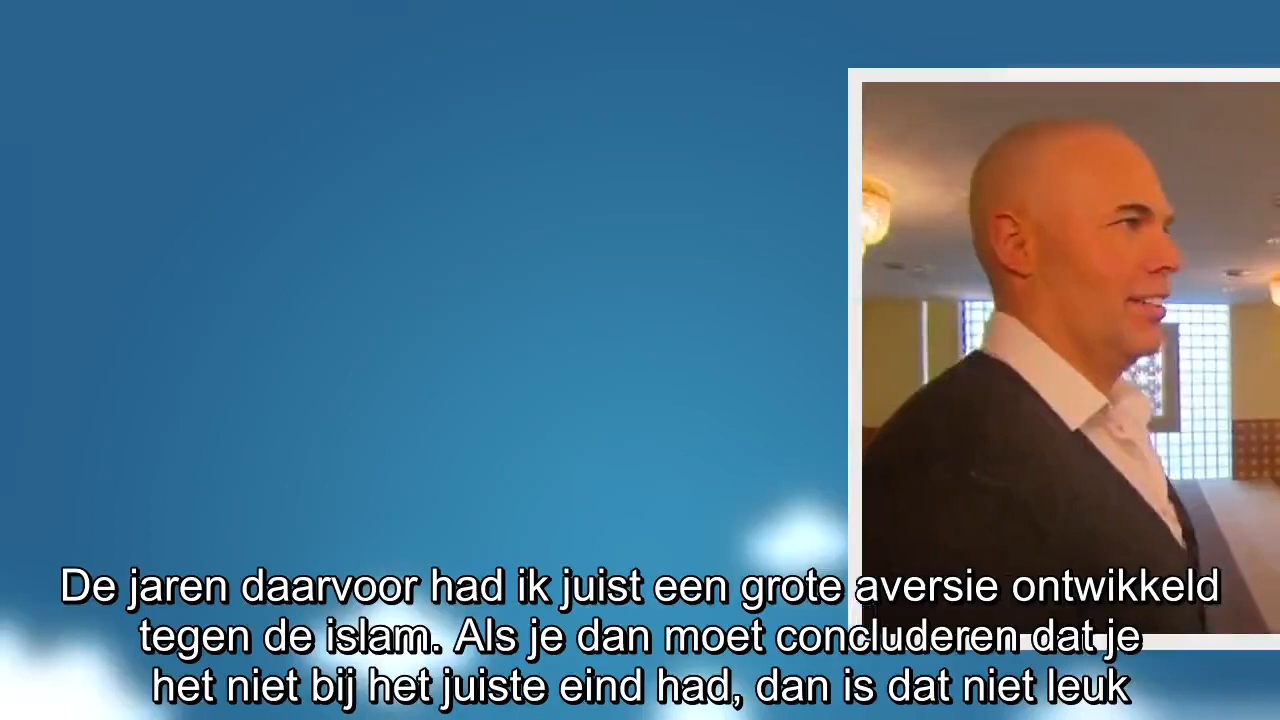 De jaren daarvoor had ik juist een grote aversie ontwikkeld
tegen de islam. Als je dan moet concluderen dat je
het niet bij het juiste eind had, dan is dat niet leuk